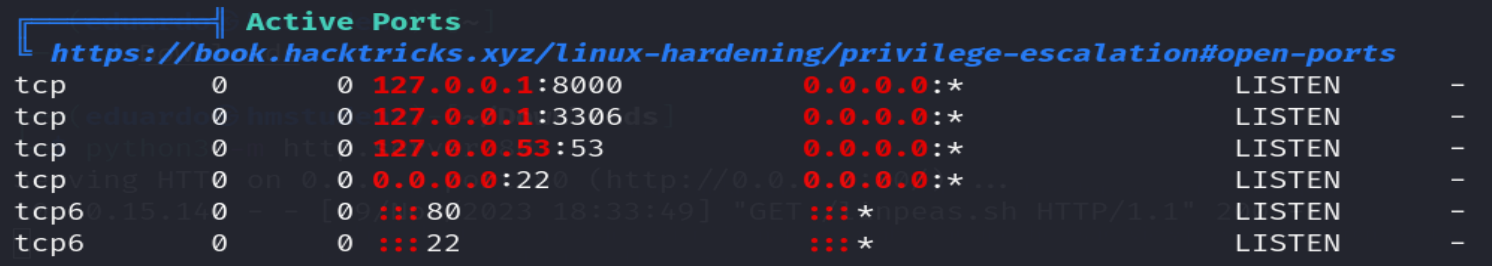 ╔══════════╣ Active Ports
╚ https://book.hacktricks.xyz/linux-hardening/privilege-escalation#open-ports
tcp 0 0 127.0.0.1:8000 0.0.0.0:* LISTEN -
tcp 0 0 127.0.0.1:3306 0.0.0.0:* LISTEN -
tcp 0 0 127.0.0.53:53 0.0.0.0:* LISTEN -
tcp 0 0 0.0.0.0:22 0.0.0.0:* LISTEN -
tcp6 0 0 :::80 :::* LISTEN -
tcp6 0 0 :::22 :::* LISTEN -